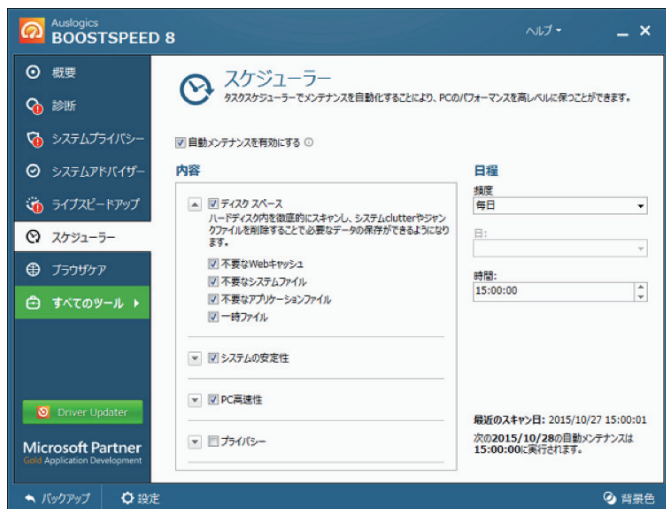 Auslogics
BOOSTSPEED 8
ヘルプ
概要
診断
システムプライバシー
システムアドバイザー
ライブスピードアップ
スケジューラー
ブラウザケア
すべてのツール
Driver Updater
Microsoft Partner
Gold Application Development
スケジューラー
タスクスケジューラーでメンテナンスを自動化することにより、PCのパフォーマンスを高レベルに保つことができます。
自動メンテナンスを有効にする
内容
ディスク スペース
ハードディスク内を徹底的にスキャンし、システムclutterやジャン
クファイルを削除することで必要なデータの保存ができるようになり
ます。
不要なWebキャッシュ
不要なシステムファイル
不要なアプリケーションファイル
一時ファイル
システムの安定性
PC高速性
プライバシー
日程
頻度
毎日
日:
時間:
15:00:00
最近のスキャン日: 2015/10/27 15:00:01
次の2015/10/28の自動メンテナンスは
15:00:00に実行されます。
バックアップ
設定
背景色